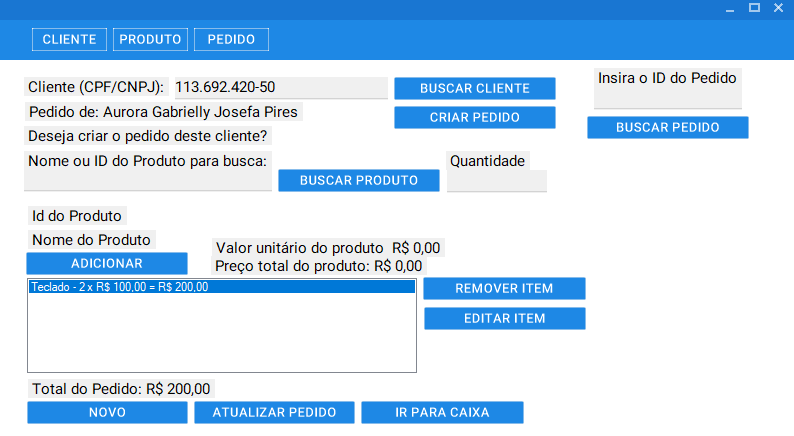 CLIENTE PRODUTO PEDIDO
Cliente (CPF/CNPJ): 113.692.420-50
BUSCAR CLIENTE
Insira o ID do Pedido
Pedido de: Aurora Gabrielly Josefa Pires
CRIAR PEDIDO
BUSCAR PEDIDO
Deseja criar o pedido deste cliente?
Nome ou ID do Produto para busca:
Quantidade
BUSCAR PRODUTO
Id do Produto
Nome do Produto
Valor unitário do produto R$ 0,00
ADICIONAR
Preço total do produto: R$ 0,00
Teclado - 2 x R$ 100,00 = R$ 200,00
REMOVER ITEM
EDITAR ITEM
Total do Pedido: R$ 200,00
NOVO ATUALIZAR PEDIDO IR PARA CAIXA